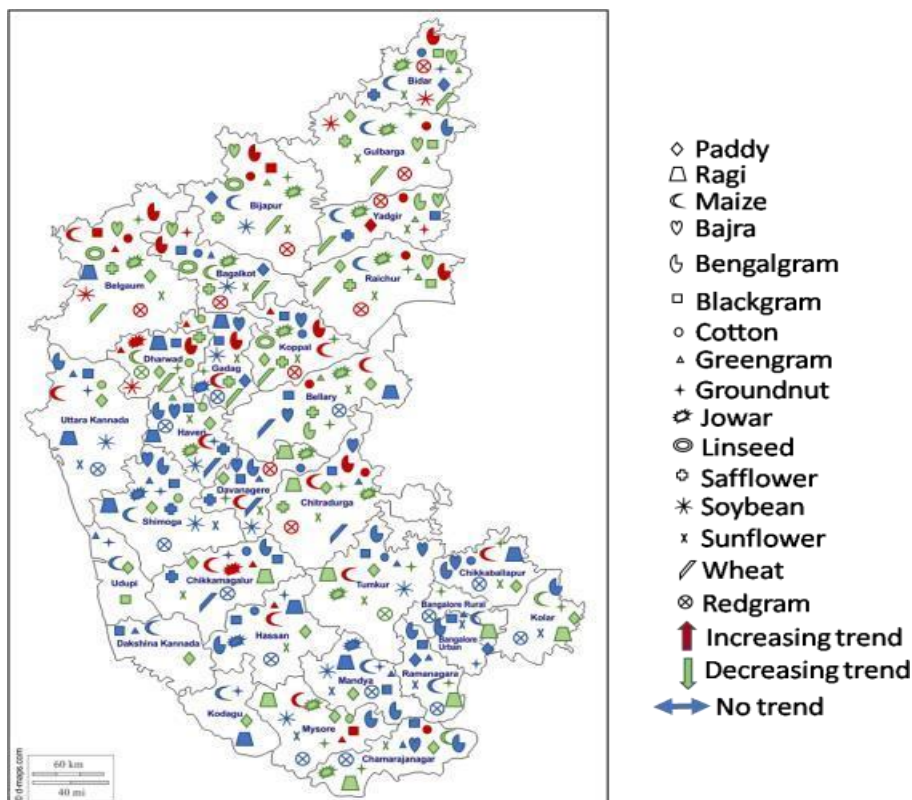 Bidar
Gulbarga
Bijapur
Yadgir
Bagalkot
Raichur
Belgaum
Dharwad
Koppal
Gadag
Bellary
Uttara Kannada
Haveri
Davanagere
Chitradurga
Shimoga
Chikkamagalur
Tumkur
Chikkaballapur
Udupi
Bangalore Rural
Kolar
Hassan
Bangalore
Urban
Dakshina Kannada
Mandya
Ramanagara
Kodagu
Mysore
Chamarajanagar
60 km
40 mi
© d-maps.com
Paddy
Ragi
Maize
Bajra
Bengalgram
Blackgram
Cotton
Greengram
Groundnut
Jowar
Linseed
Safflower
Soybean
Sunflower
Wheat
Redgram
Increasing trend
Decreasing trend
No trend